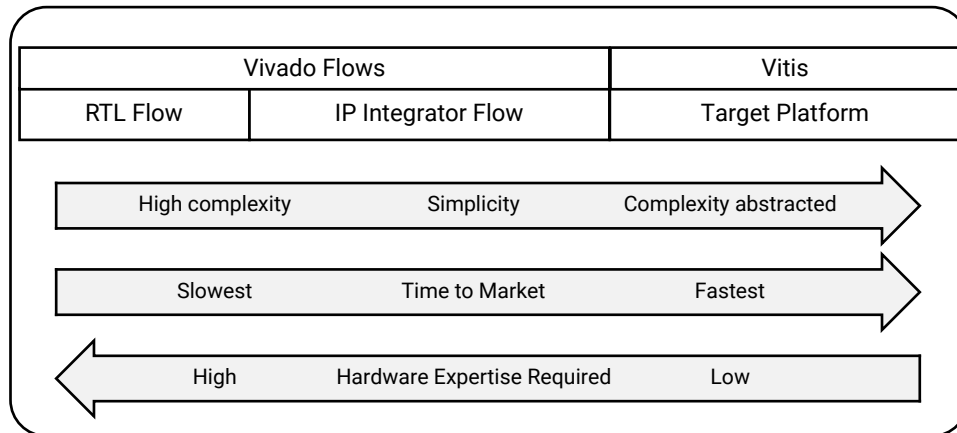 Vivado Flows Vitis
RTL Flow IP Integrator Flow Target Platform
High complexity Simplicity Complexity abstracted
Slowest Time to Market Fastest
High Hardware Expertise Required Low